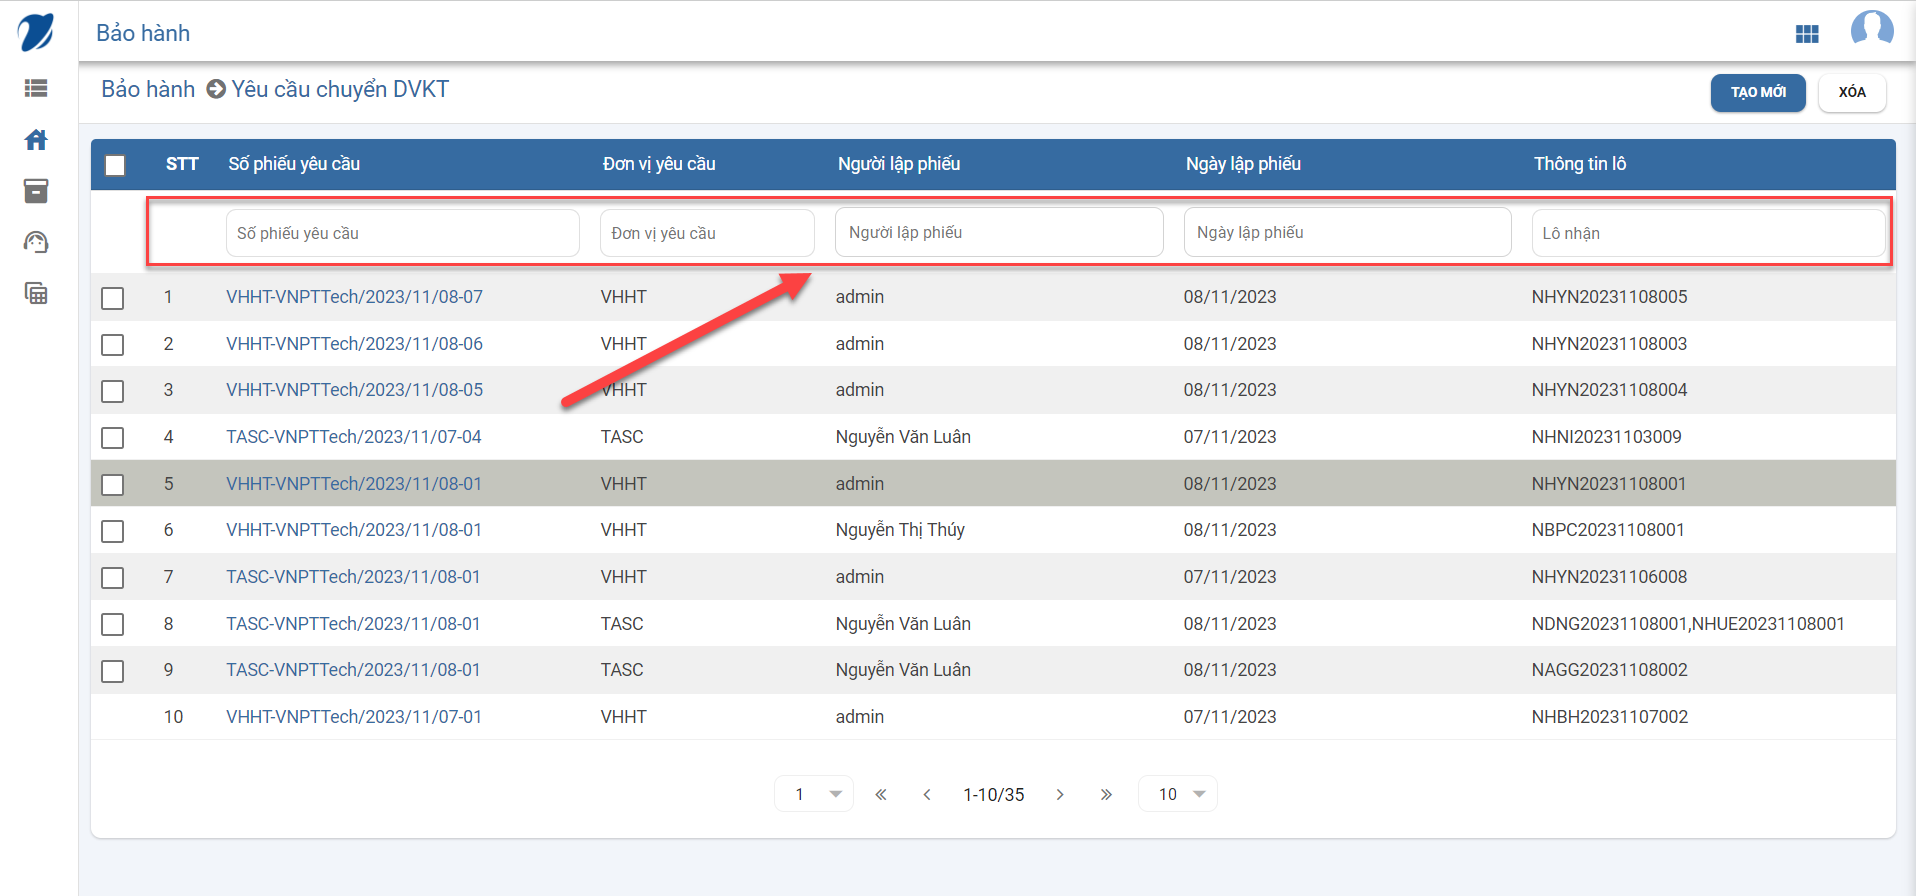 Bảo hành
Bảo hành Yêu cầu chuyển DVKT
TẠO MỚI XÓA
STT Số phiếu yêu cầu Đơn vị yêu cầu Người lập phiếu Ngày lập phiếu Thông tin lô
Số phiếu yêu cầu Đơn vị yêu cầu Người lập phiếu Ngày lập phiếu Lô nhận
1 VHHT-VNPTTech/2023/11/08-07 VHHT admin 08/11/2023 NHYN20231108005
2 VHHT-VNPTTech/2023/11/08-06 VHHT admin 08/11/2023 NHYN20231108003
3 VHHT-VNPTTech/2023/11/08-05 VHHT admin 08/11/2023 NHYN20231108004
4 TASC-VNPTTech/2023/11/07-04 TASC Nguyễn Văn Luân 07/11/2023 NHNI20231103009
5 VHHT-VNPTTech/2023/11/08-01 VHHT admin 08/11/2023 NHYN20231108001
6 VHHT-VNPTTech/2023/11/08-01 VHHT Nguyễn Thị Thúy 08/11/2023 NBPC20231108001
7 TASC-VNPTTech/2023/11/08-01 VHHT admin 07/11/2023 NHYN20231106008
8 TASC-VNPTTech/2023/11/08-01 TASC Nguyễn Văn Luân 08/11/2023 NDNG20231108001,NHUE20231108001
9 TASC-VNPTTech/2023/11/08-01 TASC Nguyễn Văn Luân 08/11/2023 NAGG20231108002
10 VHHT-VNPTTech/2023/11/07-01 VHHT admin 07/11/2023 NHBH20231107002
1 1-10/35 10